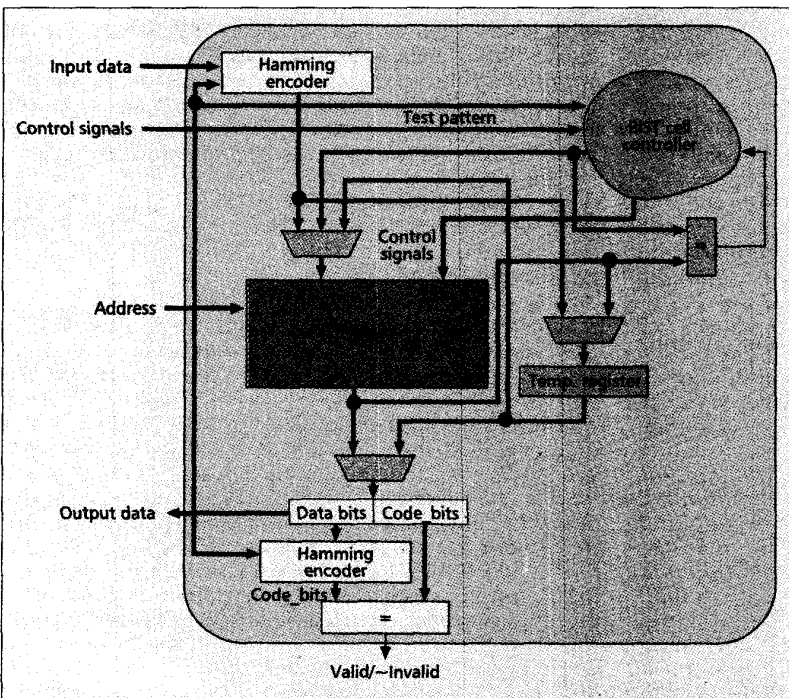 Input data
Hamming
encoder
Test pattern
Control signals
cell
controller
Control
signals
=
Address
Temp. register
Output data
Data bits
Code_bits
Hamming
encoder
Code_bits
=
Valid/~Invalid